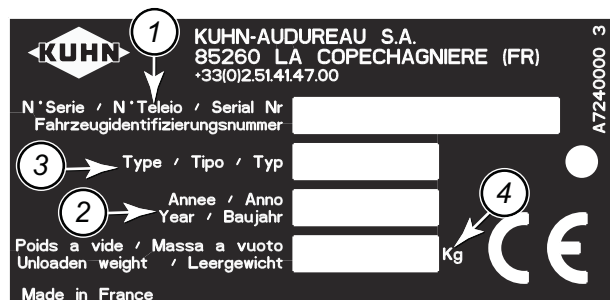 1
KUHN
KUHN-AUDUREAU S.A.
85260 LA COPECHAGNIERE (FR)
+33(0)2.51.41.47.00
N°Serie / N°Teleio / Serial Nr
Fahrzeugidentifizierungsnummer
3
Type / Tipo / Typ
2
Annee / Anno
Year / Baujahr
4
Poids a vide / Massa a vuoto
Unloaden weight / Leergewicht
Kg
CE
Made in France
A7240000 3